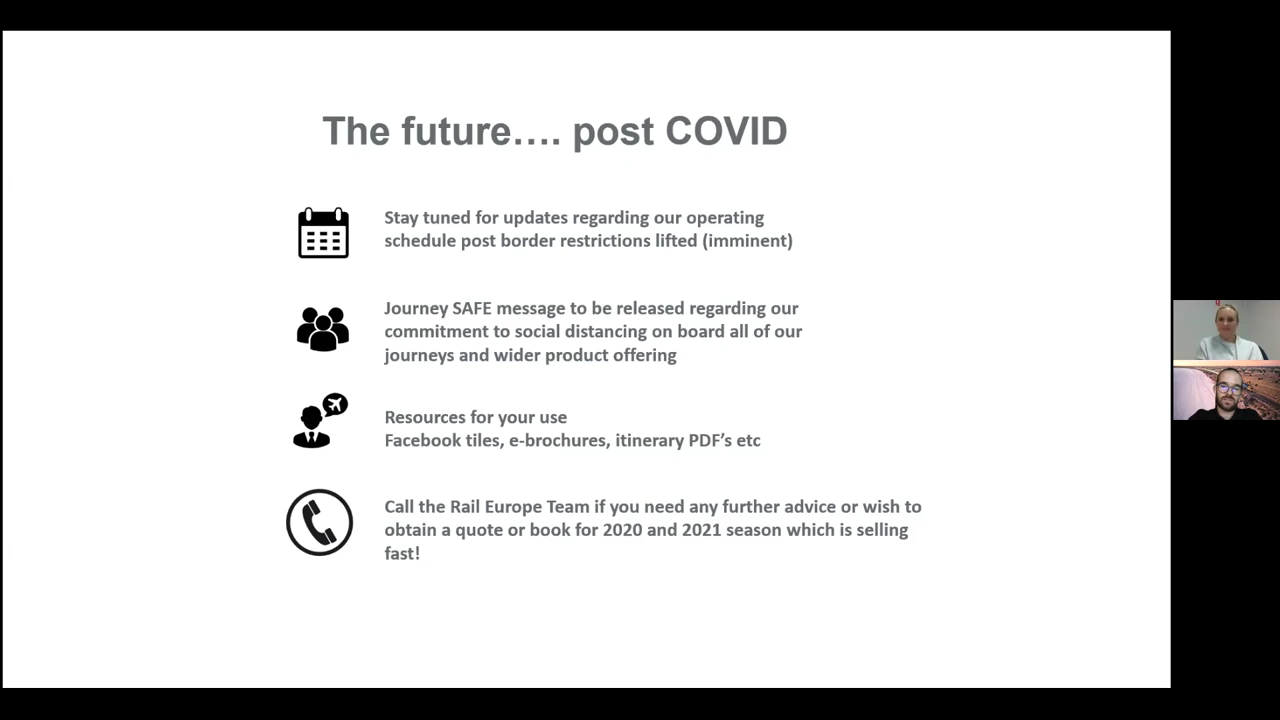 The future…. post COVID
Stay tuned for updates regarding our operating
schedule post border restrictions lifted (imminent)
Journey SAFE message to be released regarding our
commitment to social distancing on board all of our
journeys and wider product offering
Resources for your use
Facebook tiles, e-brochures, itinerary PDF’s etc
Call the Rail Europe Team if you need any further advice or wish to
obtain a quote or book for 2020 and 2021 season which is selling
fast!